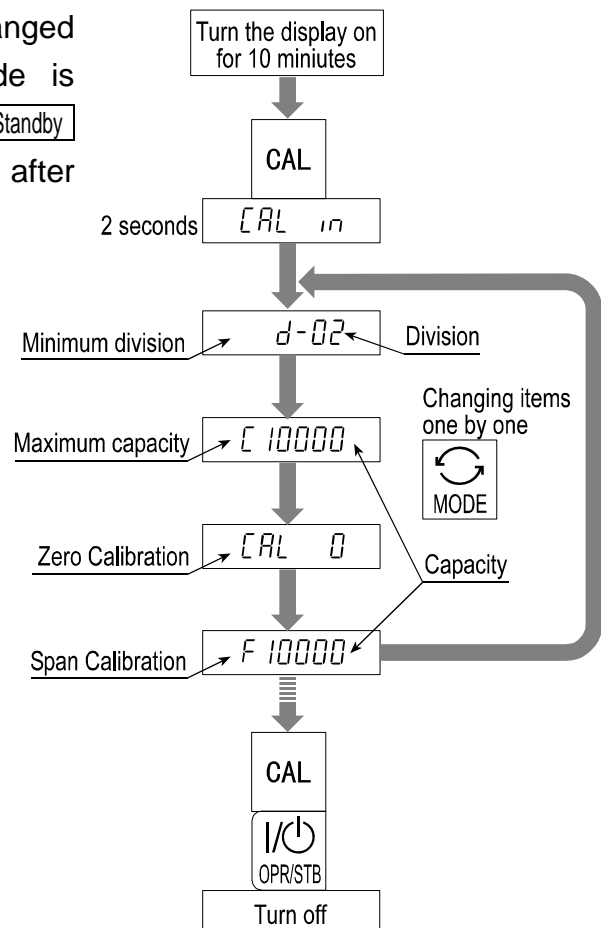 anged
de is
Standby
after
Turn the display on
for 10 miniutes
CAL
2 seconds
CAL in
Minimum division
d-02
Division
Changing items
one by one
MODE
Maximum capacity
C 10000
Zero Calibration
CAL 0
Capacity
Span Calibration
F 10000
CAL
I/⏻
OPR/STB
Turn off